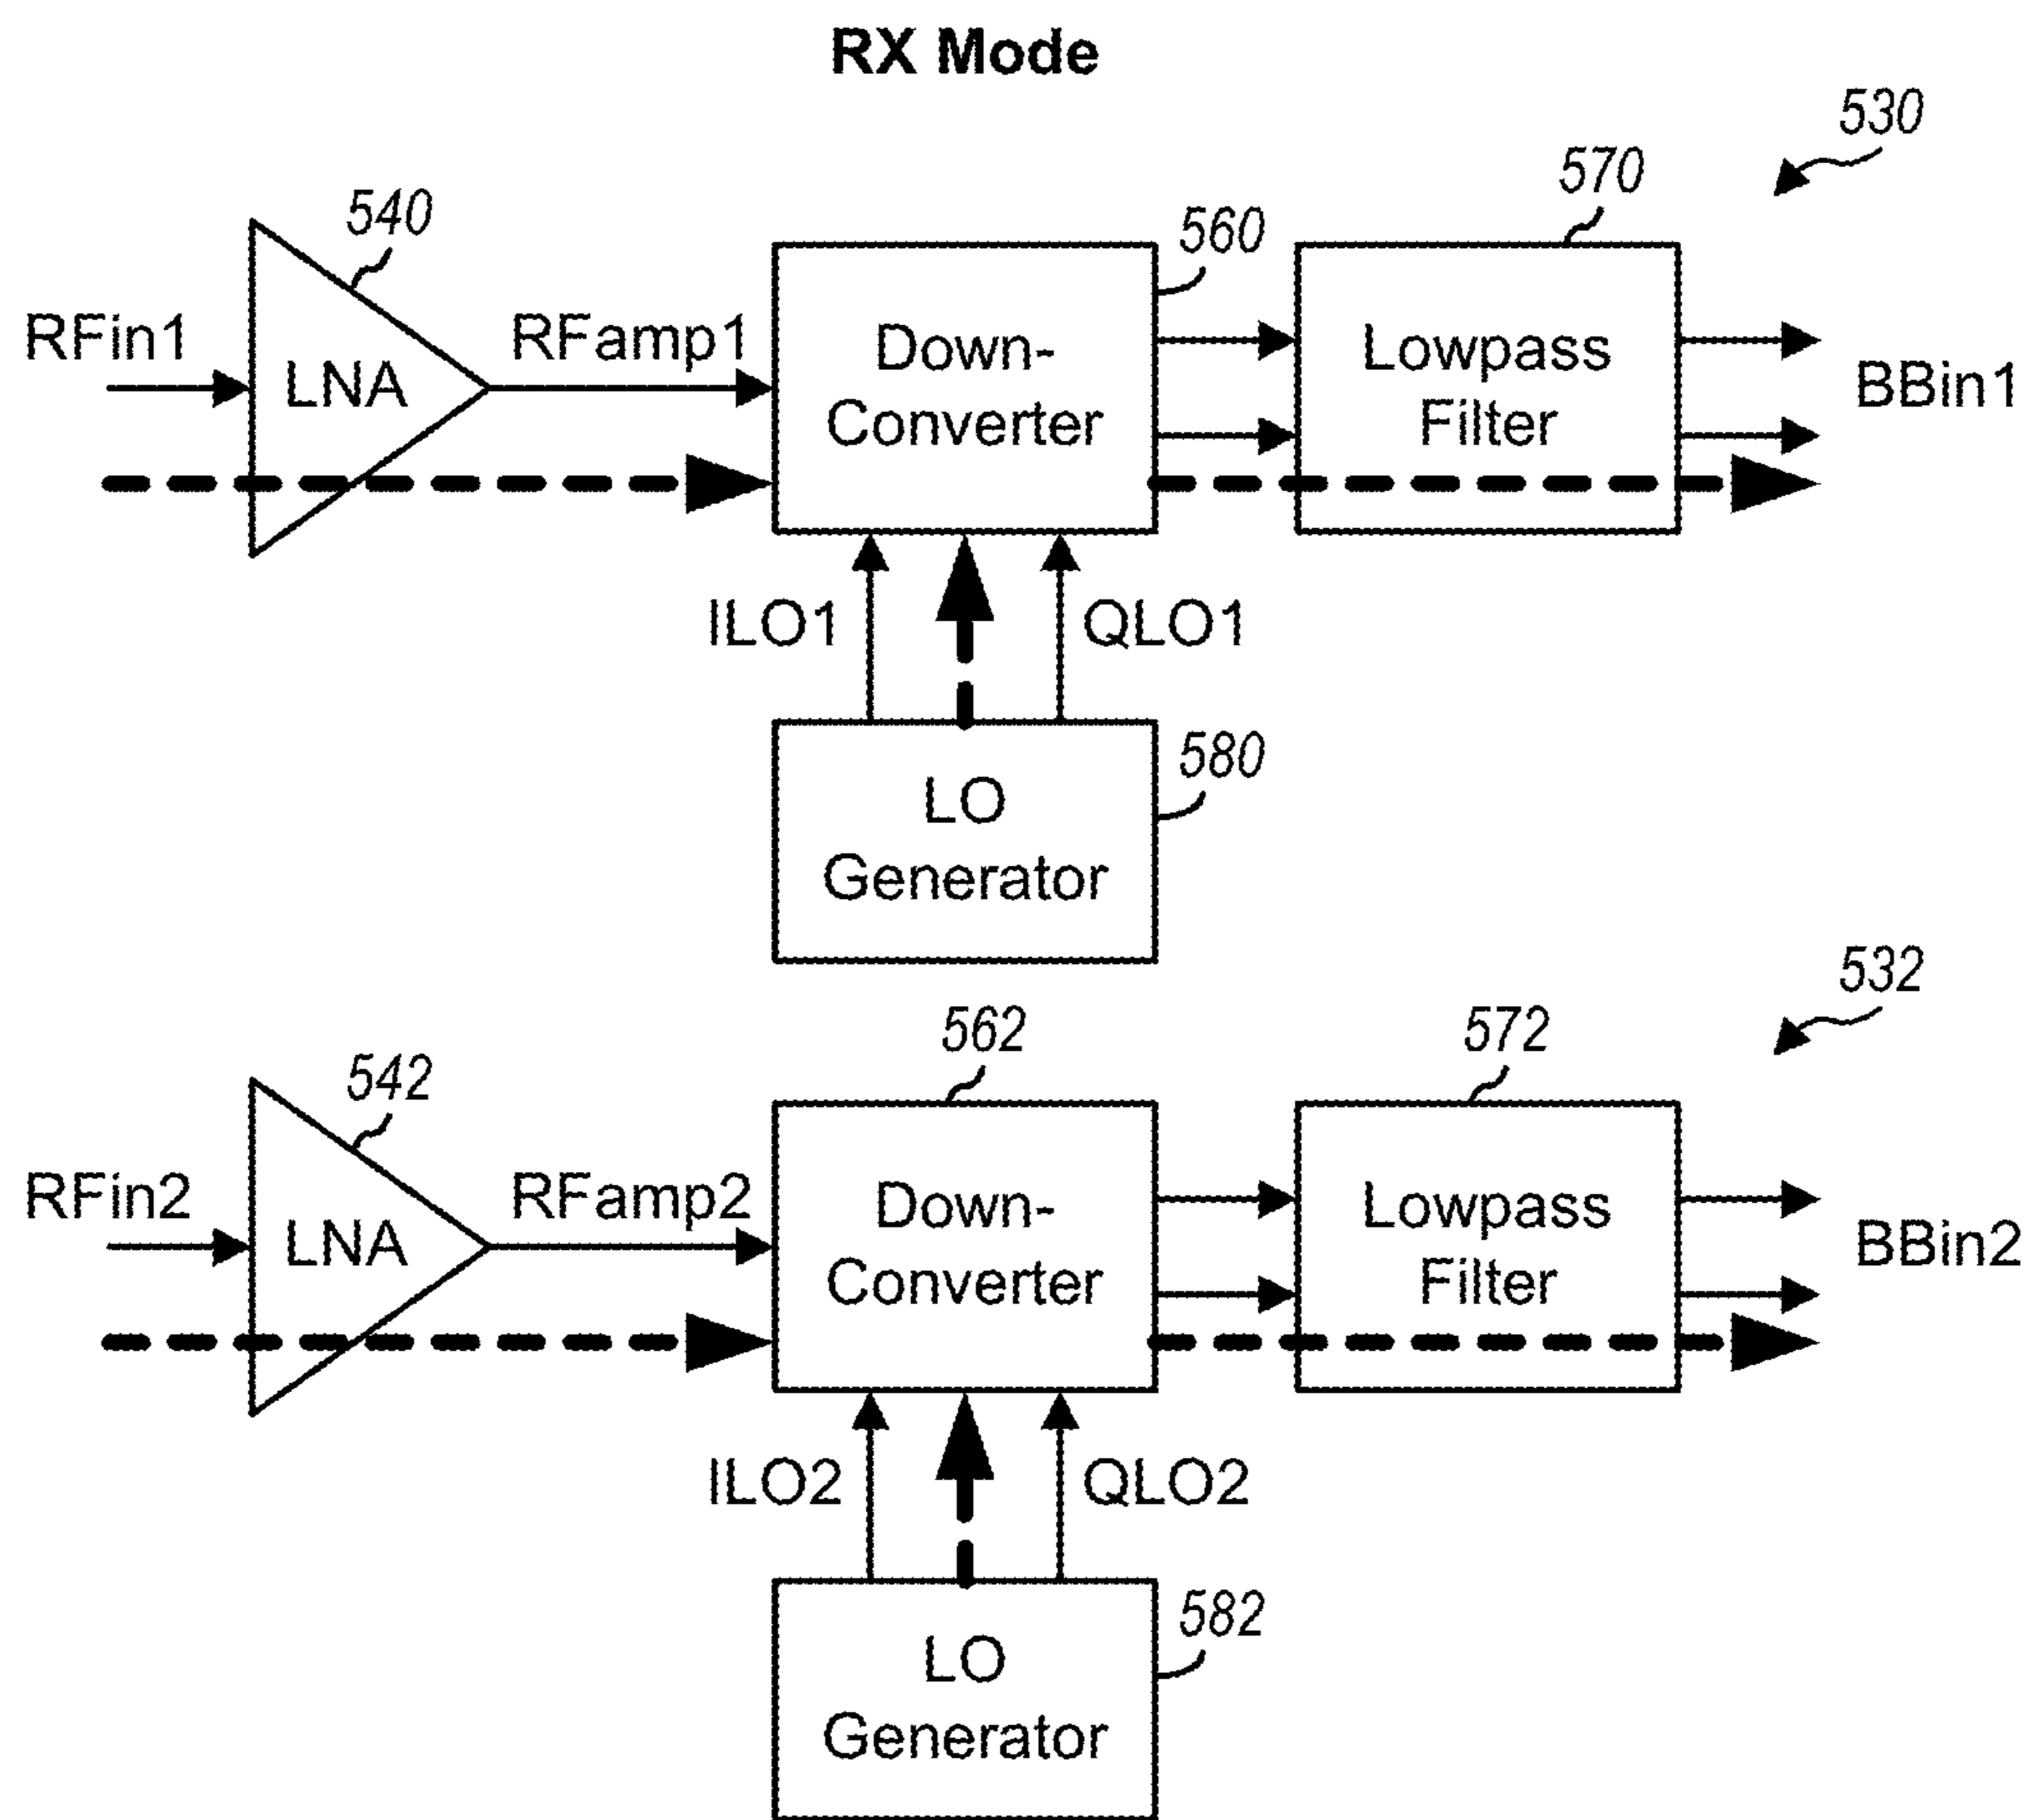 RX Mode
530
540
560
570
RFin1
LNA
RFamp1
Down-
Converter
Lowpass
Filter
BBin1
ILO1
QLO1
580
LO
Generator
532
542
562
572
RFin2
LNA
RFamp2
Down-
Converter
Lowpass
Filter
BBin2
ILO2
QLO2
582
LO
Generator